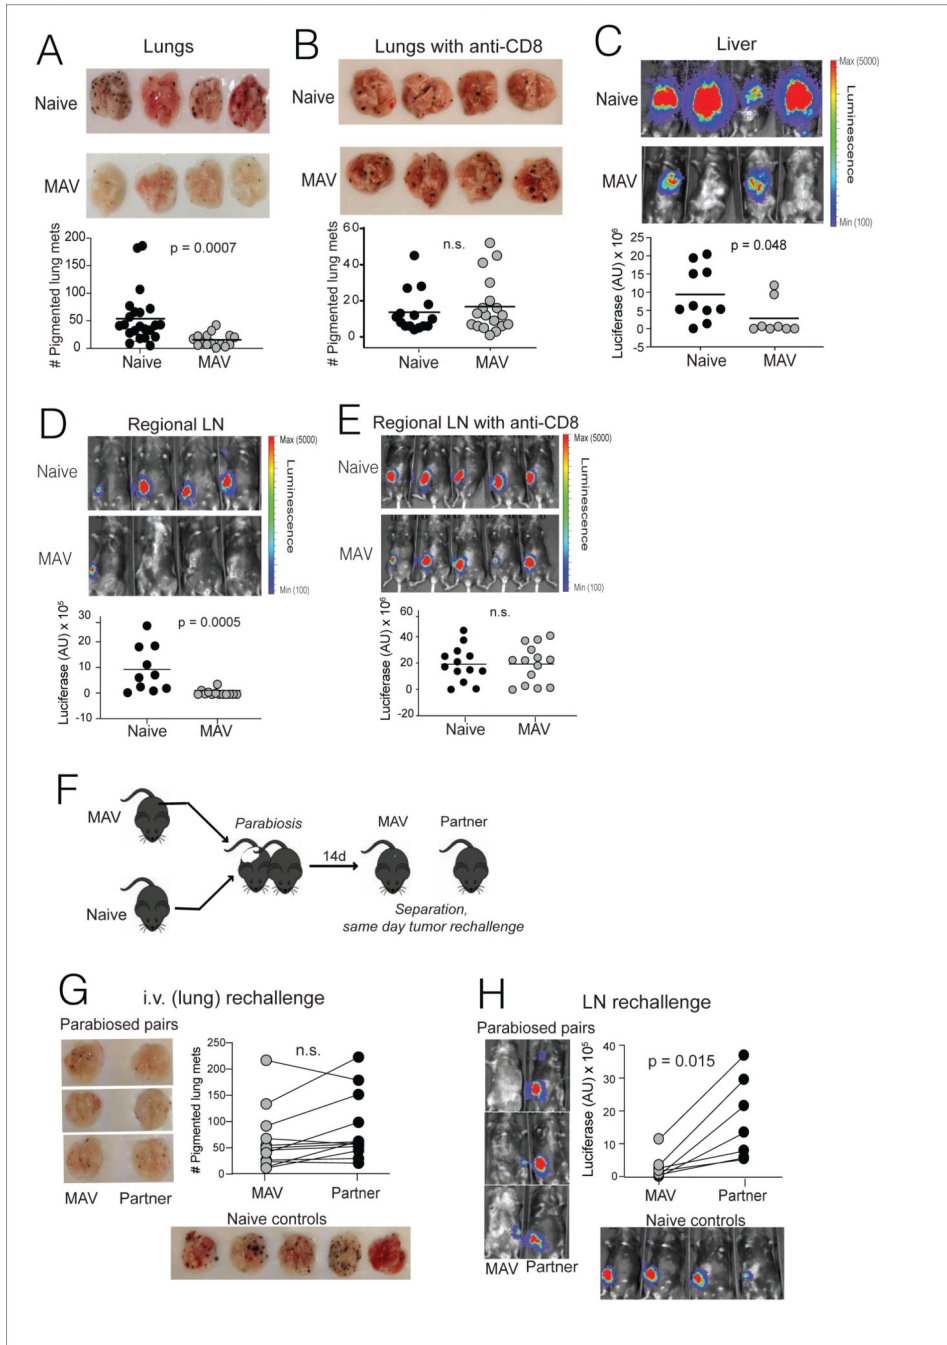 A
Lungs
Naive
MAV
# Pigmented lung mets
200
150
100
50
0
p = 0.0007
Naive
MAV
B
Lungs with anti-CD8
Naive
MAV
# Pigmented lung mets
60
40
20
0
n.s.
Naive
MAV
C
Liver
Naive
MAV
Max (5000)
Luminescence
Min (100)
Luciferase (AU) x 10⁶
25
20
15
10
5
0
-5
p = 0.048
Naive
MAV
D
Regional LN
Naive
MAV
Max (5000)
Luminescence
Min (100)
Luciferase (AU) x 10⁵
30
20
10
0
-10
p = 0.0005
Naive
MAV
E
Regional LN with anti-CD8
Naive
MAV
Max (5000)
Luminescence
Min (100)
Luciferase (AU) x 10⁶
60
40
20
0
-20
n.s.
Naive
MAV
F
MAV
Naive
Parabiosis
14d
MAV
Partner
Separation,
same day tumor rechallenge
G
i.v. (lung) rechallenge
Parabiosed pairs
MAV
Partner
# Pigmented lung mets
250
200
150
100
50
0
n.s.
MAV
Partner
Naive controls
H
LN rechallenge
Parabiosed pairs
MAV
Partner
Luciferase (AU) x 10⁵
40
30
20
10
0
p = 0.015
MAV
Partner
Naive controls